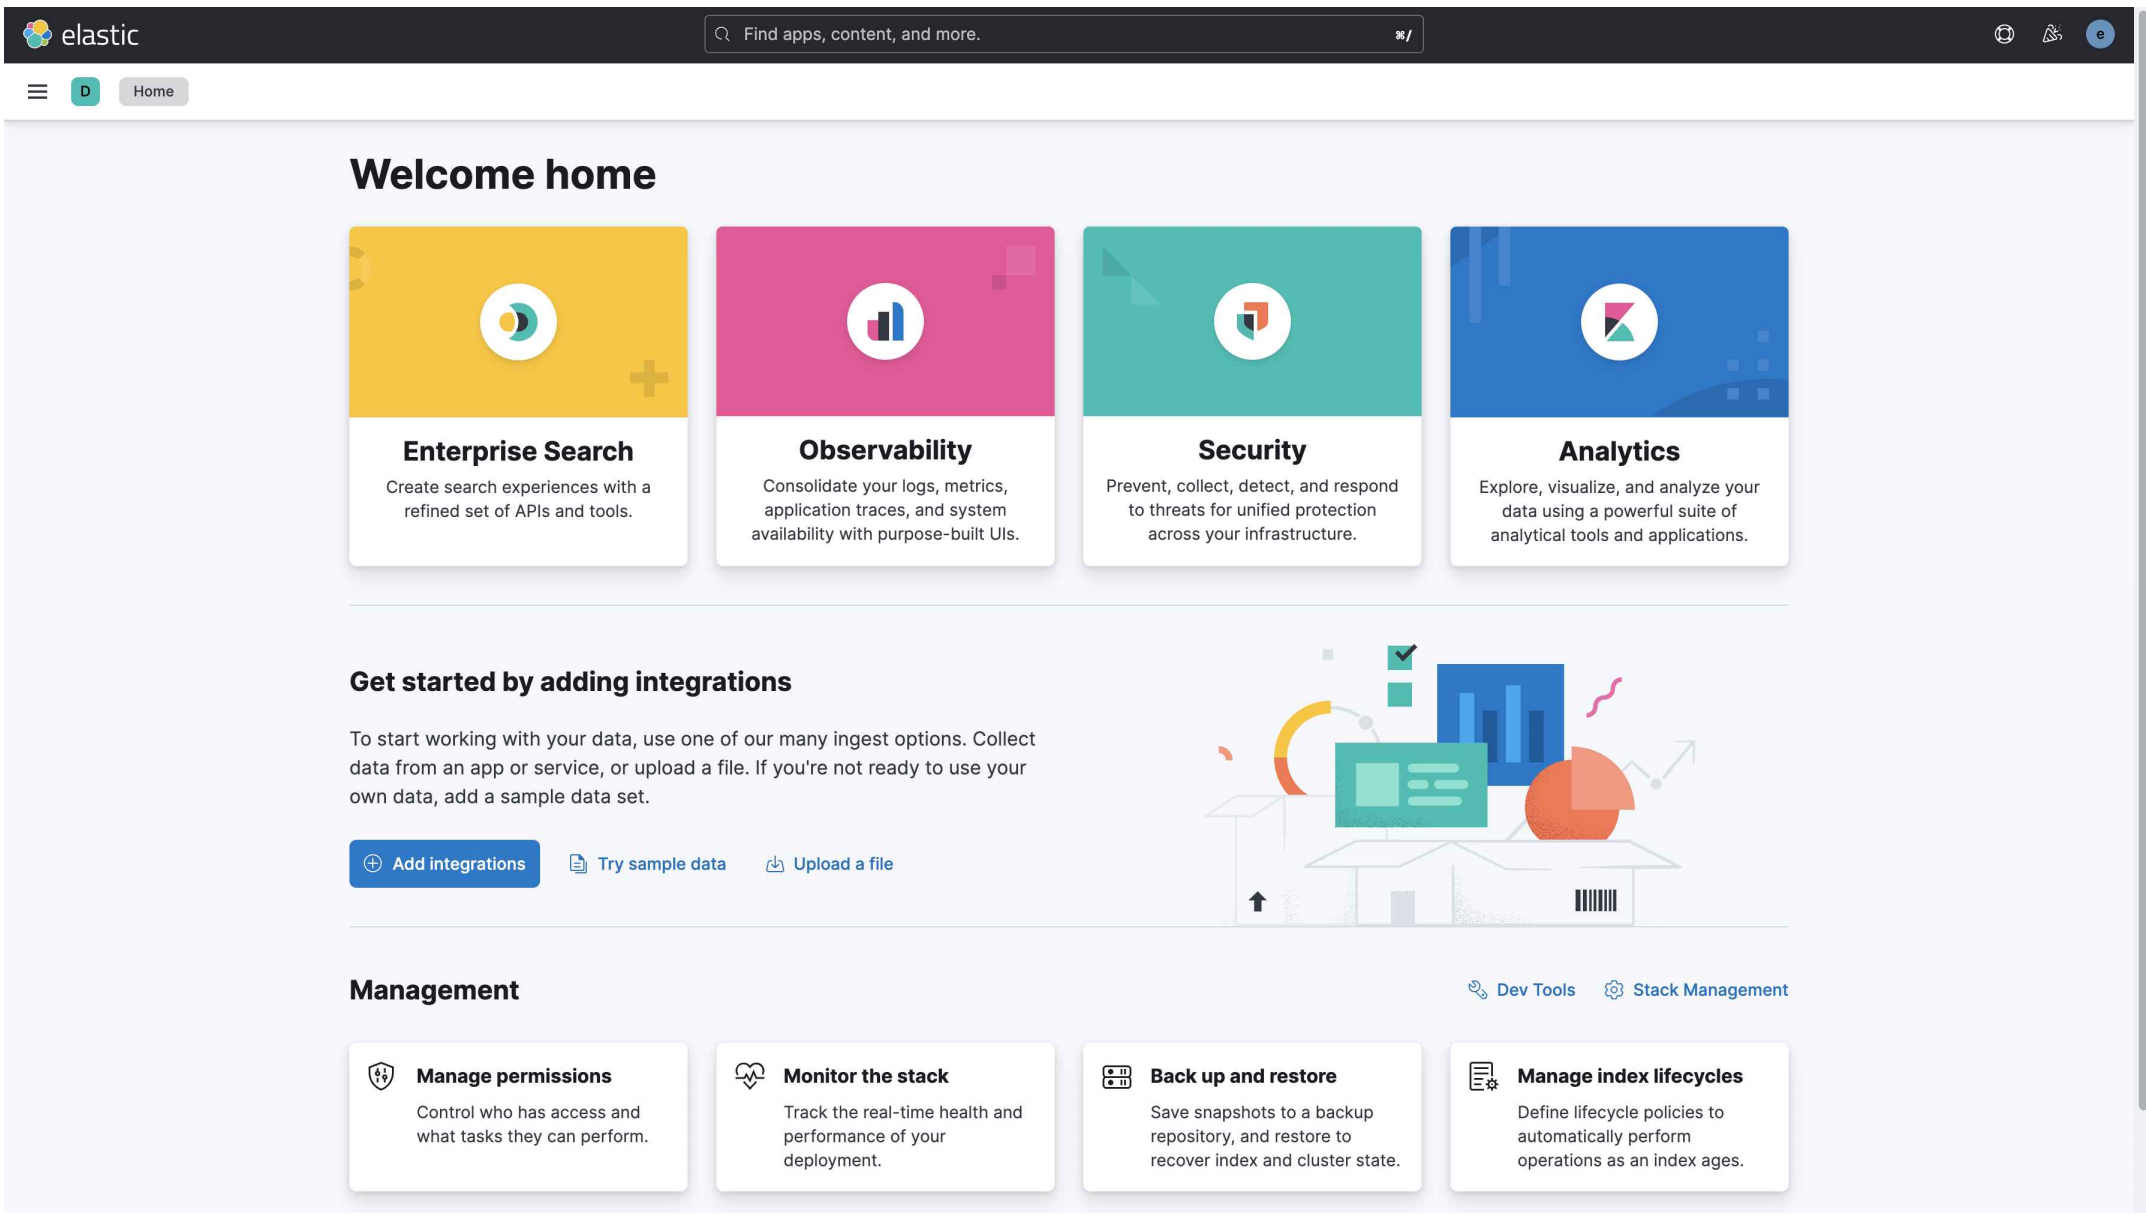 elastic
Find apps, content, and more.
⌘/
e
D
Home
Welcome home
Enterprise Search
Create search experiences with a
refined set of APIs and tools.
Observability
Consolidate your logs, metrics,
application traces, and system
availability with purpose-built UIs.
Security
Prevent, collect, detect, and respond
to threats for unified protection
across your infrastructure.
Analytics
Explore, visualize, and analyze your
data using a powerful suite of
analytical tools and applications.
Get started by adding integrations
To start working with your data, use one of our many ingest options. Collect
data from an app or service, or upload a file. If you're not ready to use your
own data, add a sample data set.
Add integrations
Try sample data
Upload a file
Management
Dev Tools
Stack Management
Manage permissions
Control who has access and
what tasks they can perform.
Monitor the stack
Track the real-time health and
performance of your
deployment.
Back up and restore
Save snapshots to a backup
repository, and restore to
recover index and cluster state.
Manage index lifecycles
Define lifecycle policies to
automatically perform
operations as an index ages.